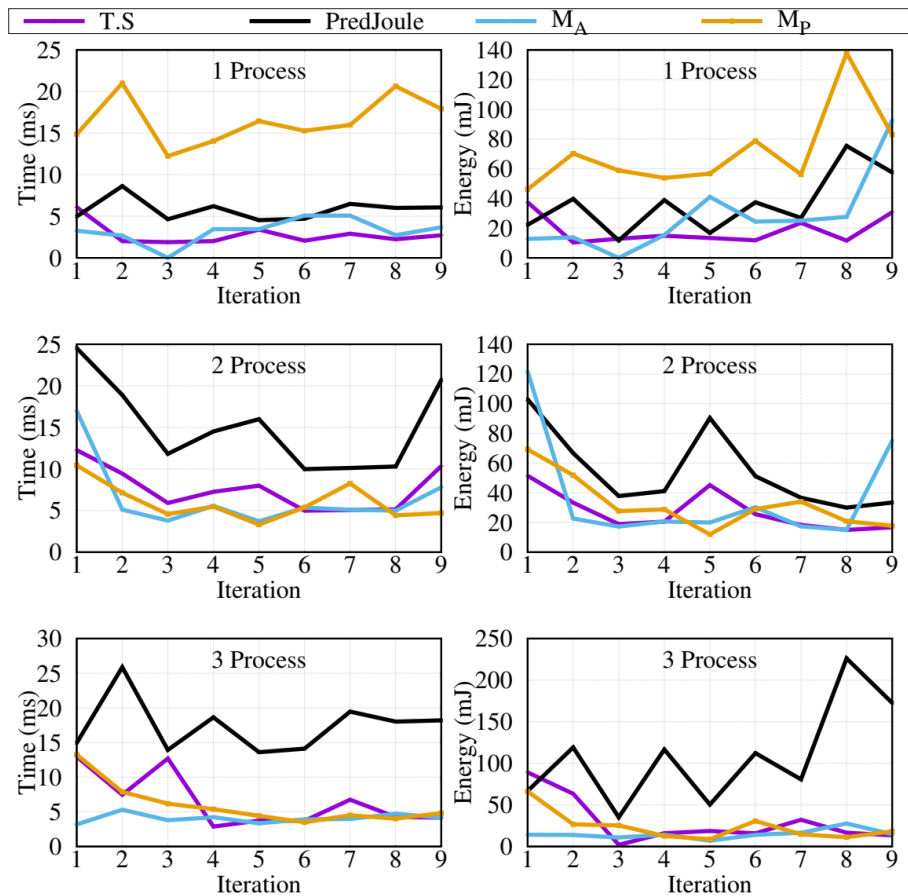 T.S PredJoule M_A M_P
1 Process
Time (ms)
25
20
15
10
5
0
1 2 3 4 5 6 7 8 9
Iteration
1 Process
Energy (mJ)
140
120
100
80
60
40
20
0
1 2 3 4 5 6 7 8 9
Iteration
2 Process
Time (ms)
25
20
15
10
5
0
1 2 3 4 5 6 7 8 9
Iteration
2 Process
Energy (mJ)
140
120
100
80
60
40
20
0
1 2 3 4 5 6 7 8 9
Iteration
3 Process
Time (ms)
30
25
20
15
10
5
0
1 2 3 4 5 6 7 8 9
Iteration
3 Process
Energy (mJ)
250
200
150
100
50
0
1 2 3 4 5 6 7 8 9
Iteration